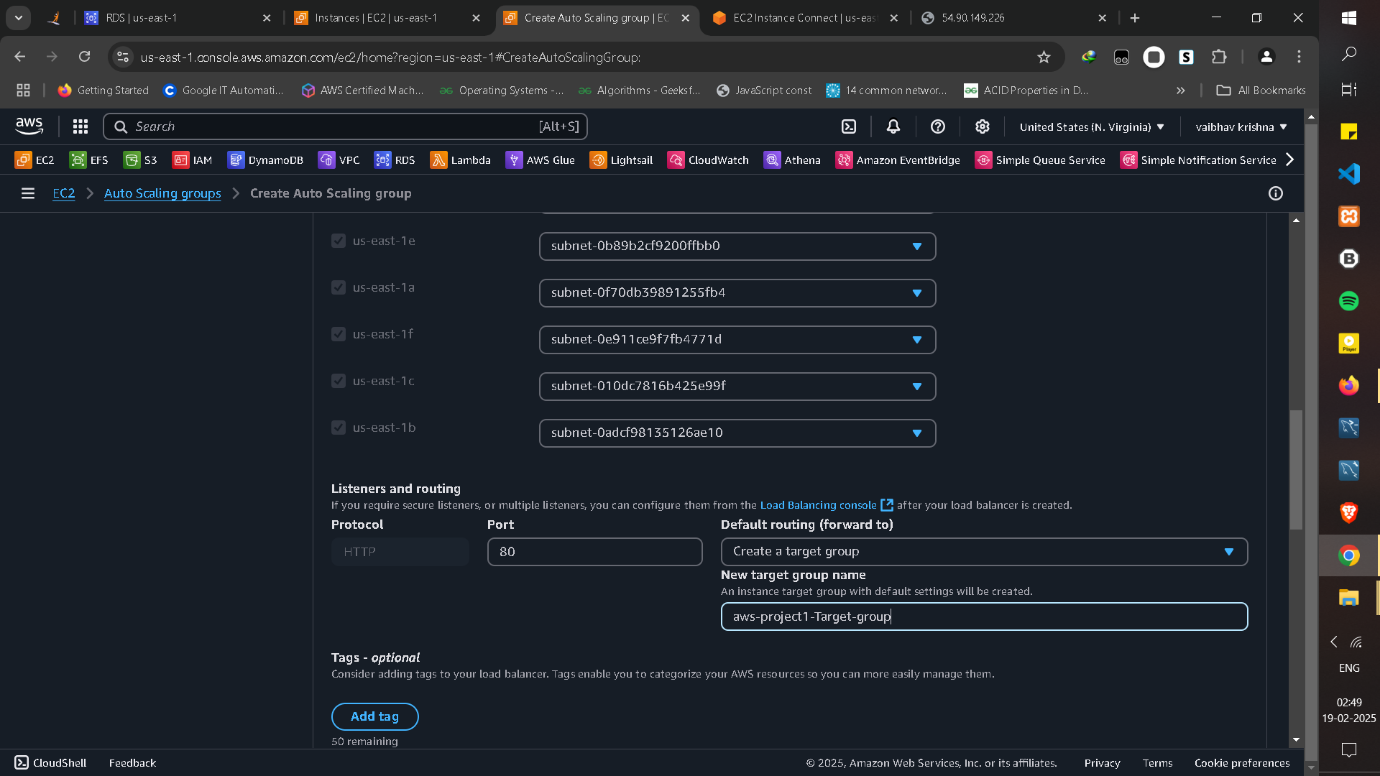 RDS | us-east-1
Instances | EC2 | us-east-1
Create Auto Scaling group | EC
EC2 Instance Connect | us-eas
54.90.149.226
us-east-1.console.aws.amazon.com/ec2/home?region=us-east-1#CreateAutoScalingGroup:
Getting Started
Google IT Automati...
AWS Certified Mach...
Operating Systems -...
Algorithms - Geeksf...
JavaScript const
14 common networ...
ACID Properties in D...
All Bookmarks
aws
Search
[Alt+S]
United States (N. Virginia)
vaibhav krishna
EC2
EFS
S3
IAM
DynamoDB
VPC
RDS
Lambda
AWS Glue
Lightsail
CloudWatch
Athena
Amazon EventBridge
Simple Queue Service
Simple Notification Service
EC2
Auto Scaling groups
Create Auto Scaling group
us-east-1e
subnet-0b89b2cf9200ffbb0
us-east-1a
subnet-0f70db39891255fb4
us-east-1f
subnet-0e911ce9f7fb4771d
us-east-1c
subnet-010dc7816b425e99f
us-east-1b
subnet-0adcf98135126ae10
Listeners and routing
If you require secure listeners, or multiple listeners, you can configure them from the Load Balancing console after your load balancer is created.
Protocol
Port
Default routing (forward to)
HTTP
80
Create a target group
New target group name
An instance target group with default settings will be created.
aws-project1-Target-group
Tags - optional
Consider adding tags to your load balancer. Tags enable you to categorize your AWS resources so you can more easily manage them.
Add tag
50 remaining
CloudShell
Feedback
© 2025, Amazon Web Services, Inc. or its affiliates.
Privacy
Terms
Cookie preferences
ENG
02:49
19-02-2025